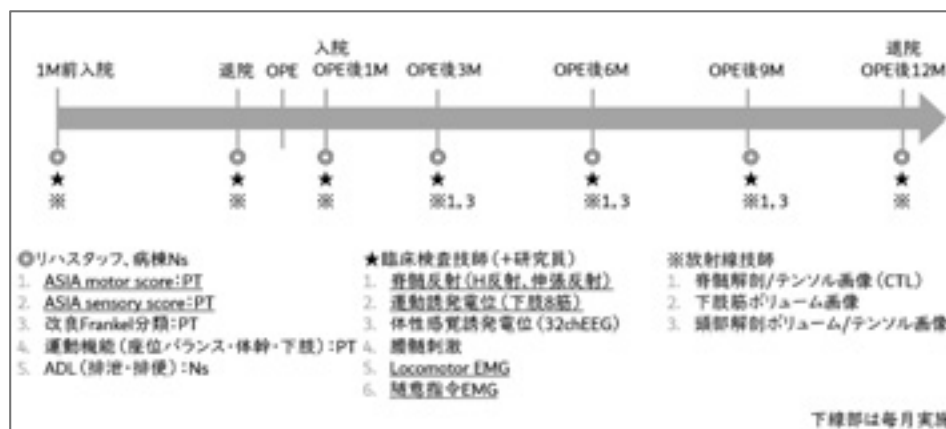 入院
退院
1M前入院
退院
OPE
OPE後1M
OPE後3M
OPE後6M
OPE後9M
OPE後12M
◎ ◎ ◎ ◎ ◎ ◎ ◎
★ ★ ★ ★ ★ ★ ★
※ ※ ※ ※1,3 ※1,3 ※1,3 ※
◎リハスタッフ、病棟Ns
1. ASIA motor score:PT
2. ASIA sensory score:PT
3. 改良Frankel分類:PT
4. 運動機能(座位バランス・体幹・下肢):PT
5. ADL(排泄・排便):Ns
★臨床検査技師(+研究員)
1. 脊髄反射(H反射、伸張反射)
2. 運動誘発電位(下肢8筋)
3. 体性感覚誘発電位(32chEEG)
4. 腰髄刺激
5. Locomotor EMG
6. 随意指令EMG
※放射線技師
1. 脊髄解剖/テンソル画像(CTL)
2. 下肢筋ボリューム画像
3. 頭部解剖ボリューム/テンソル画像
下線部は毎月実施